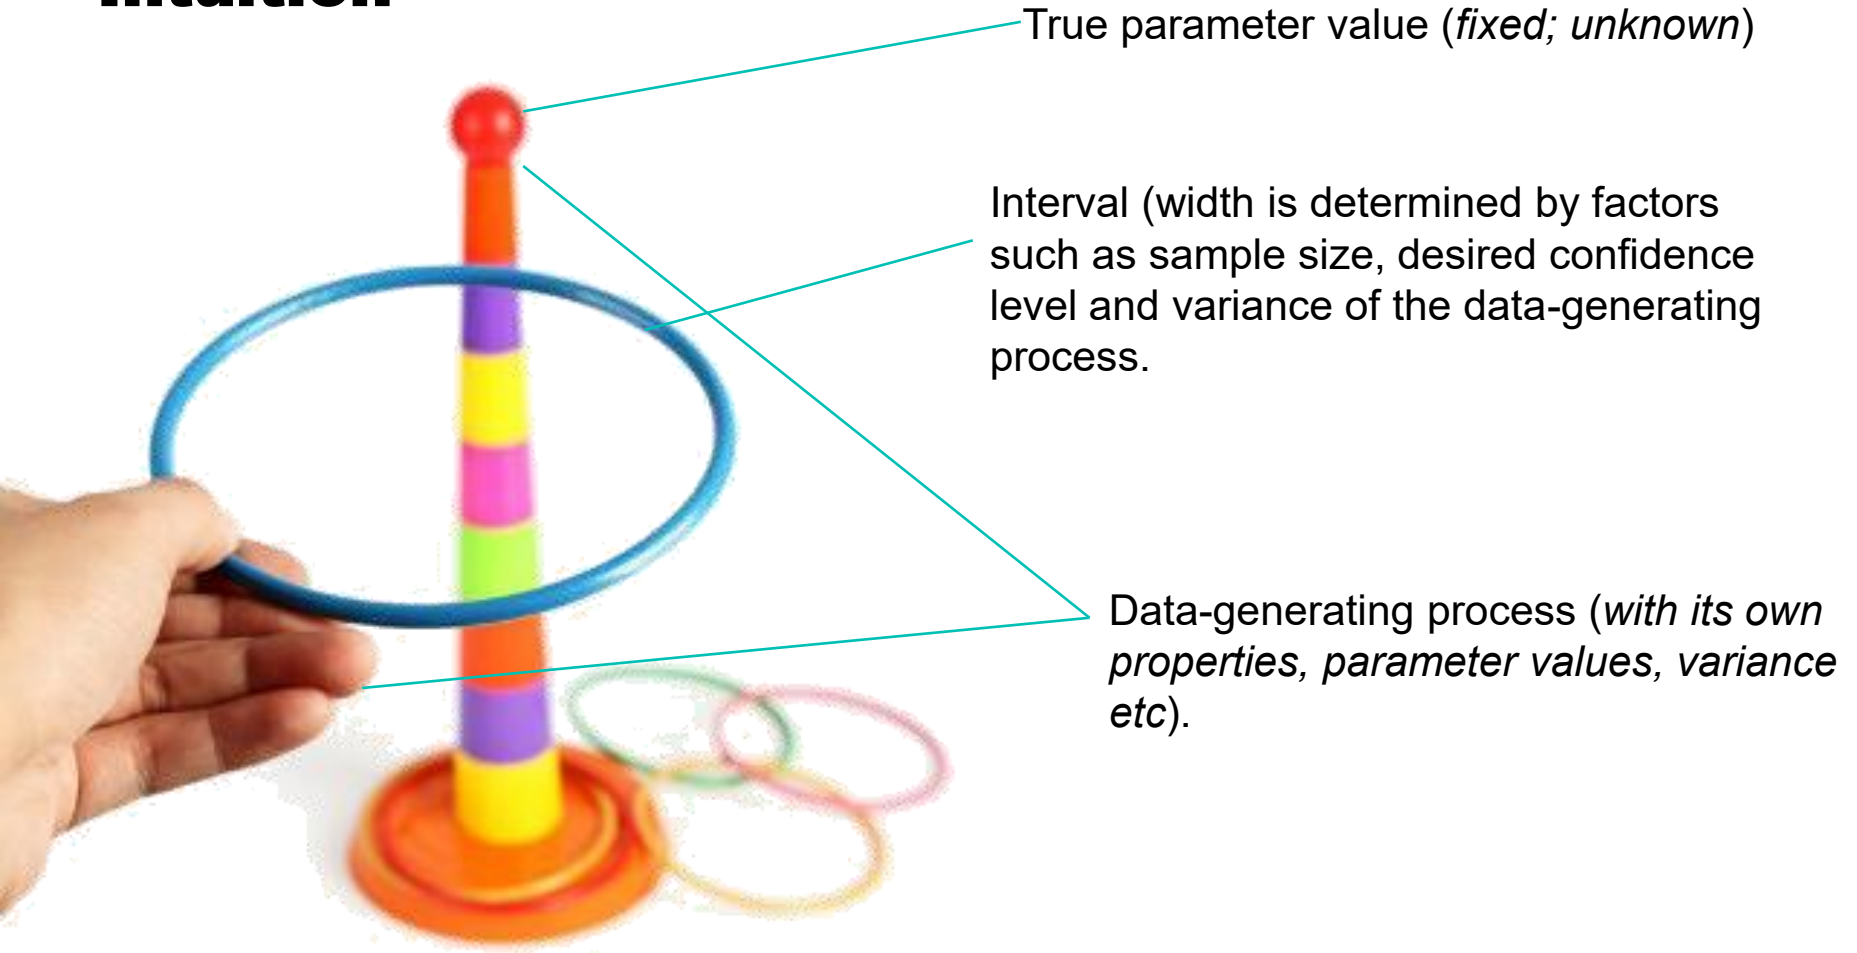 True parameter value (fixed; unknown)
Interval (width is determined by factors
such as sample size, desired confidence
level and variance of the data-generating
process.
Data-generating process (with its own
properties, parameter values, variance
etc).